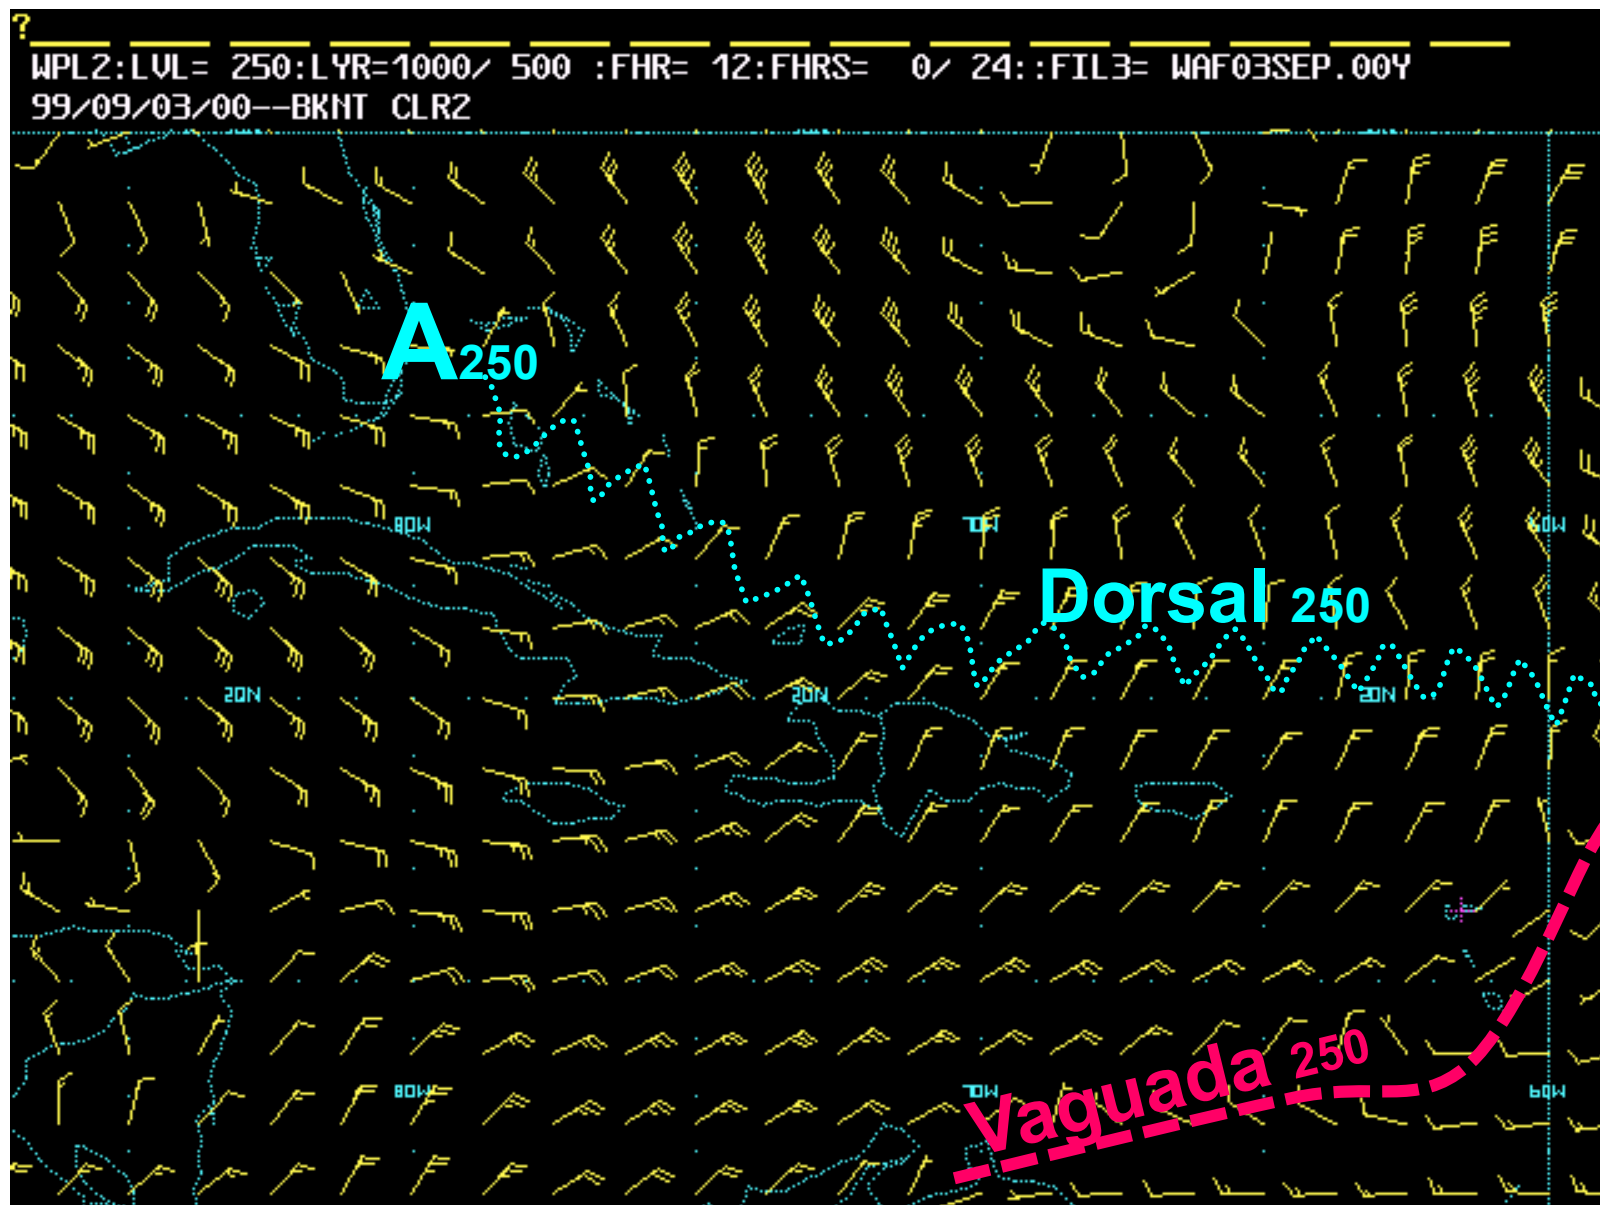 ?
WPL2:LVL= 250:LYR=1000/ 500 :FHR= 12:FHRS=  0/ 24::FIL3= WAF03SEP.00Y
99/09/03/00--BKNT CLR2
A250
80W 70W 60W
Dorsal 250
20N 20N 20N
Vaguada 250
80W 70W 60W